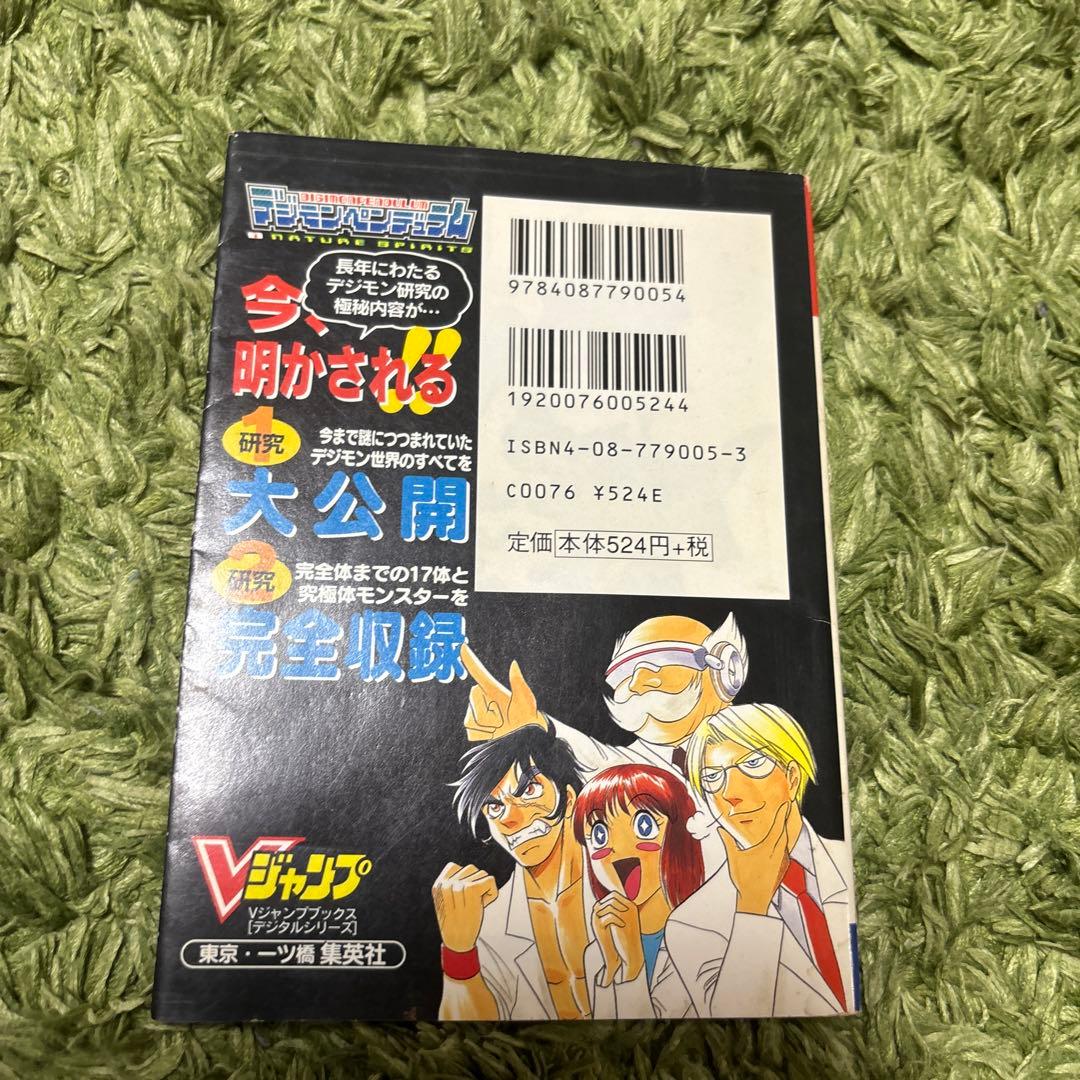 DIGIMON PENDULUM
デジモンペンデュラム
NATURE SPIRITS
長年にわたる
デジモン研究の
極秘内容が…
今、
明かされる!!
研究1
今まで謎につつまれていた
デジモン世界のすべてを
大公開
研究2
完全体までの17体と
究極体モンスターを
完全収録
9784087790054
1920076005244
ISBN4-08-779005-3
C0076 ¥524E
定価 本体524円+税
Vジャンプ
Vジャンプブックス
[デジタルシリーズ]
東京・一ツ橋 集英社